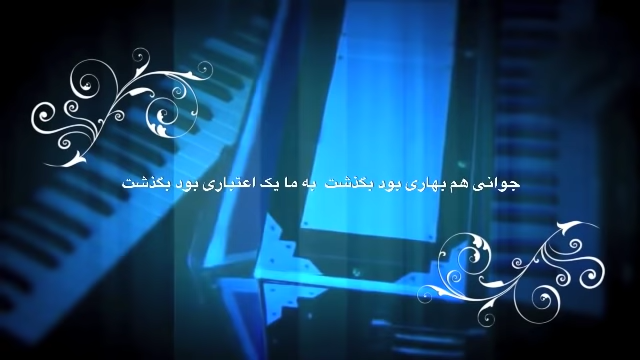 جوانی هم بهاری بود بگذشت به ما یک اعتباری بود بگذشت